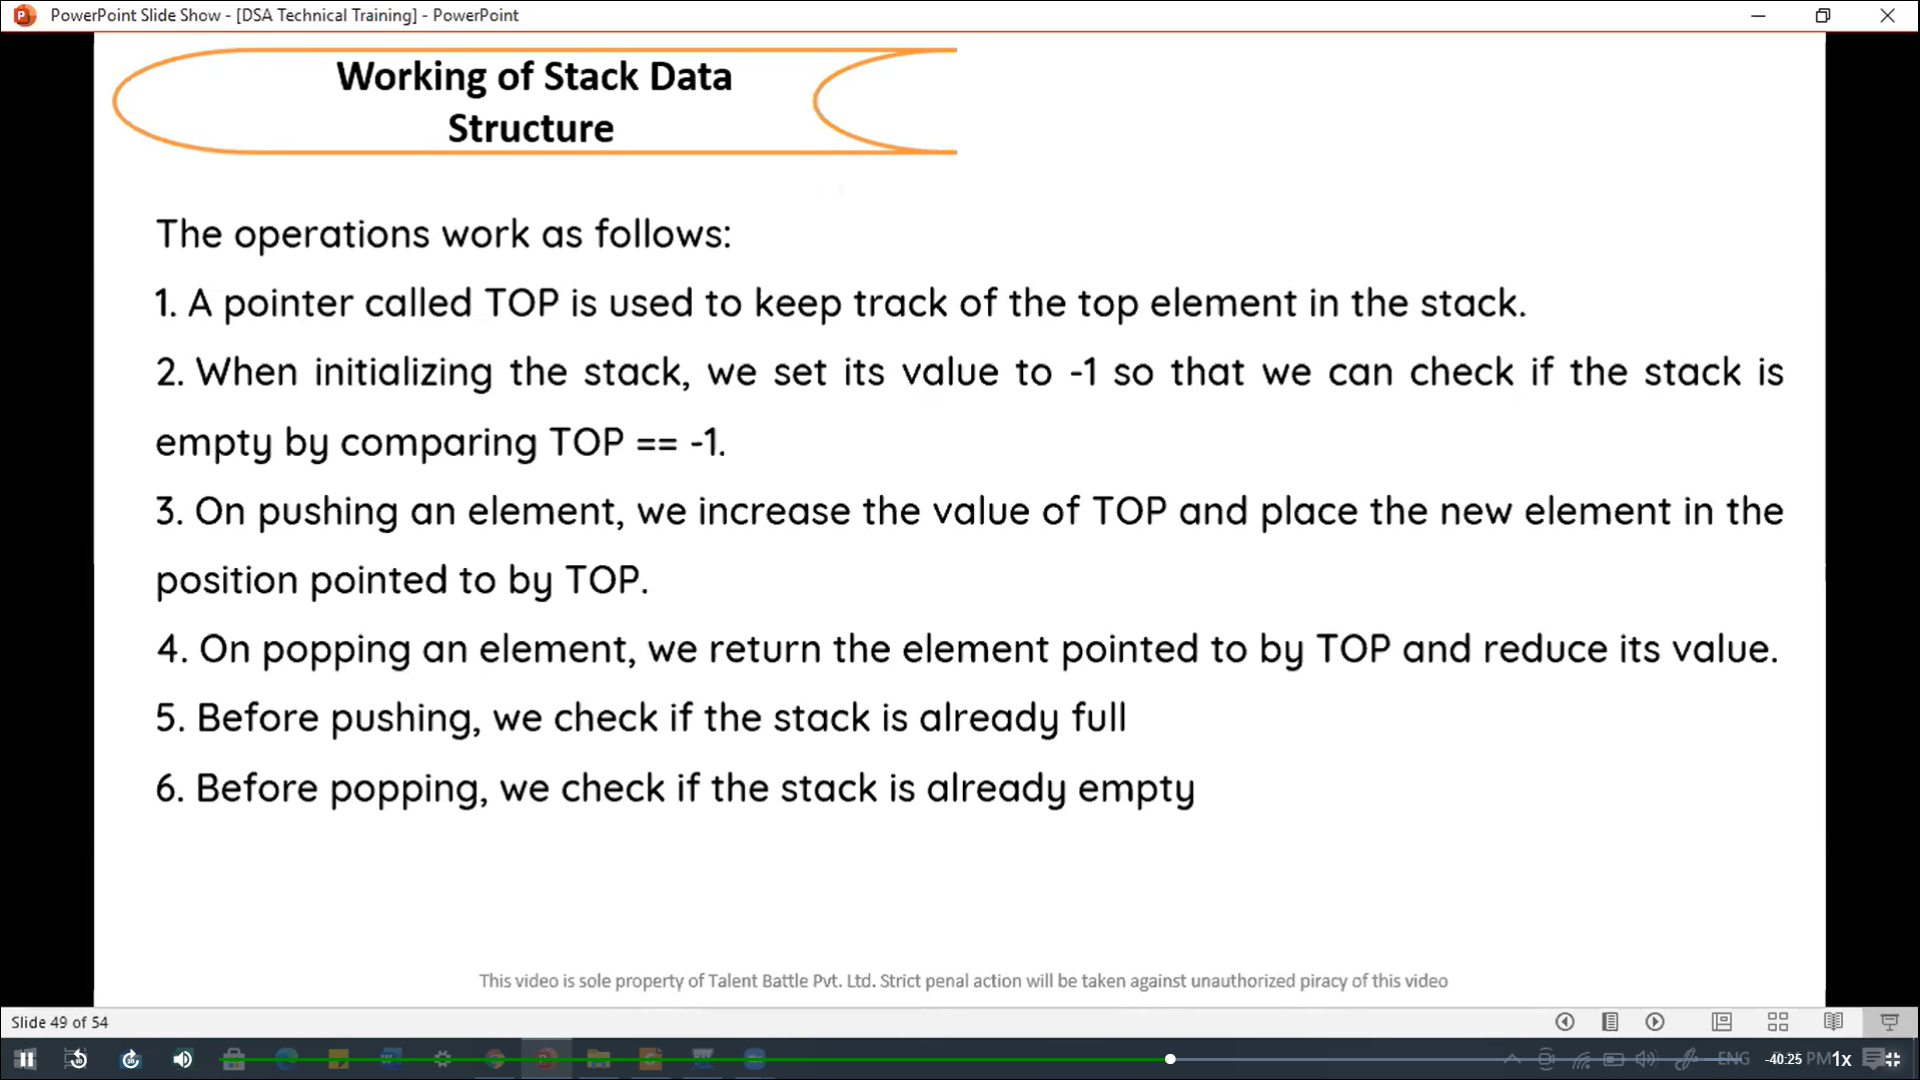 PowerPoint Slide Show - [DSA Technical Training] - PowerPoint
Working of Stack Data
Structure
The operations work as follows:
1. A pointer called TOP is used to keep track of the top element in the stack.
2. When initializing the stack, we set its value to -1 so that we can check if the stack is
empty by comparing TOP == -1.
3. On pushing an element, we increase the value of TOP and place the new element in the
position pointed to by TOP.
4. On popping an element, we return the element pointed to by TOP and reduce its value.
5. Before pushing, we check if the stack is already full
6. Before popping, we check if the stack is already empty
This video is sole property of Talent Battle Pvt. Ltd. Strict penal action will be taken against unauthorized piracy of this video
Slide 49 of 54
ENG PM -40:25 1x